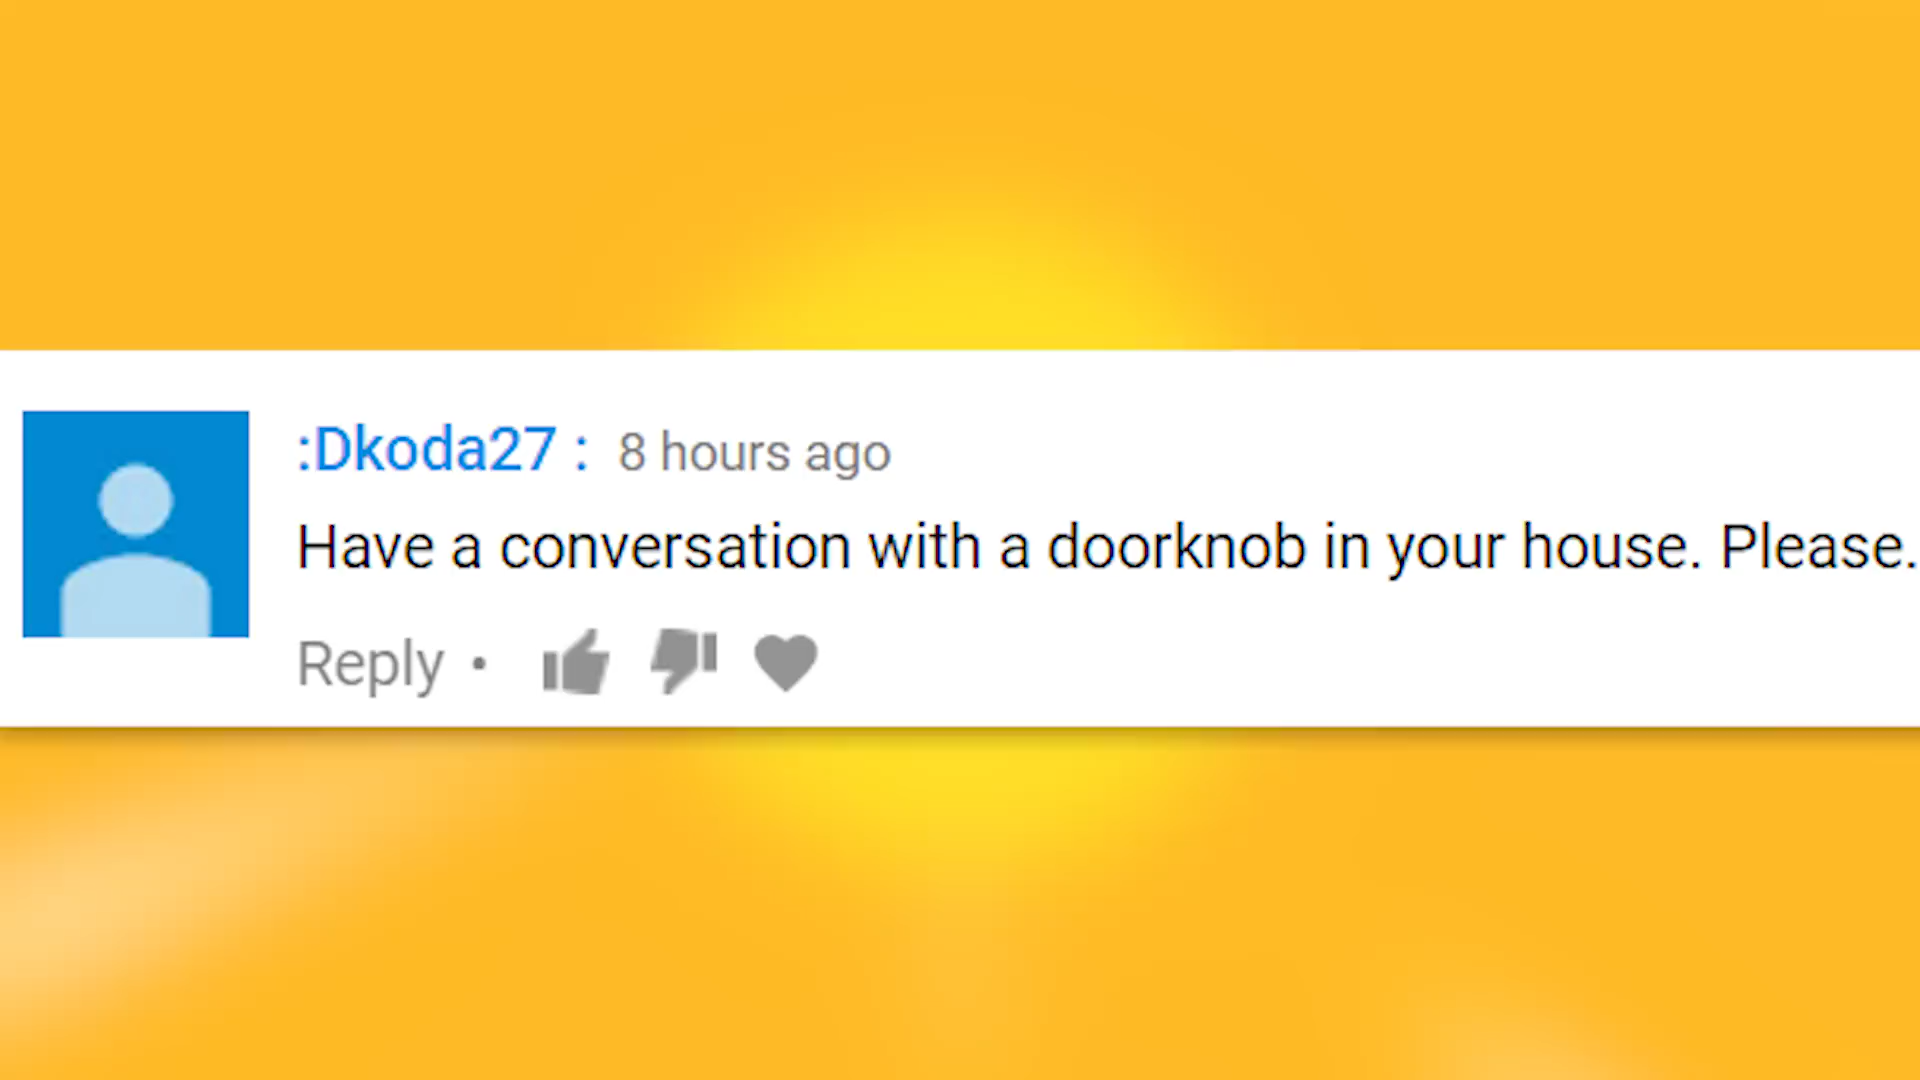 :Dkoda27 : 8 hours ago
Have a conversation with a doorknob in your house. Please.
Reply •